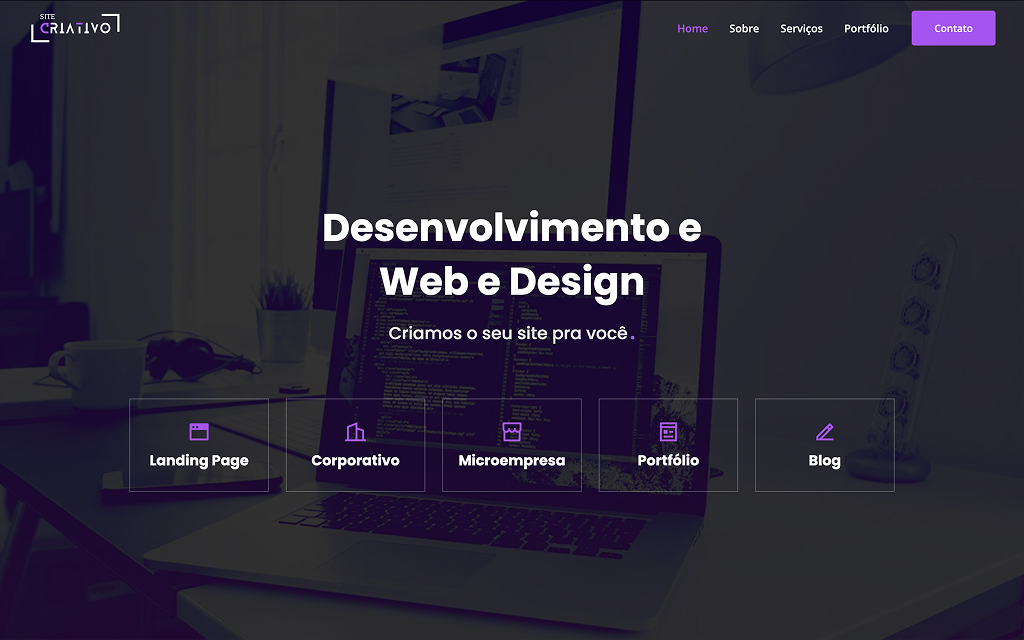 SITE
CRIATIVO
Home
Sobre
Serviços
Portfólio
Contato
Desenvolvimento e
Web e Design
Criamos o seu site pra você.
Landing Page
Corporativo
Microempresa
Portfólio
Blog